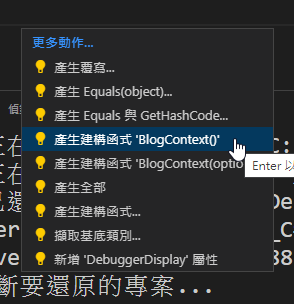 更多動作...
產生覆寫...
產生 Equals(object)...
產生 Equals 與 GetHashCode...
產生建構函式 'BlogContext()'
產生建構函式 'BlogContext(optio
Enter 以
產生全部
產生建構函式...
擷取基底類別...
新增 'DebuggerDisplay' 屬性
斷要還原的專案...